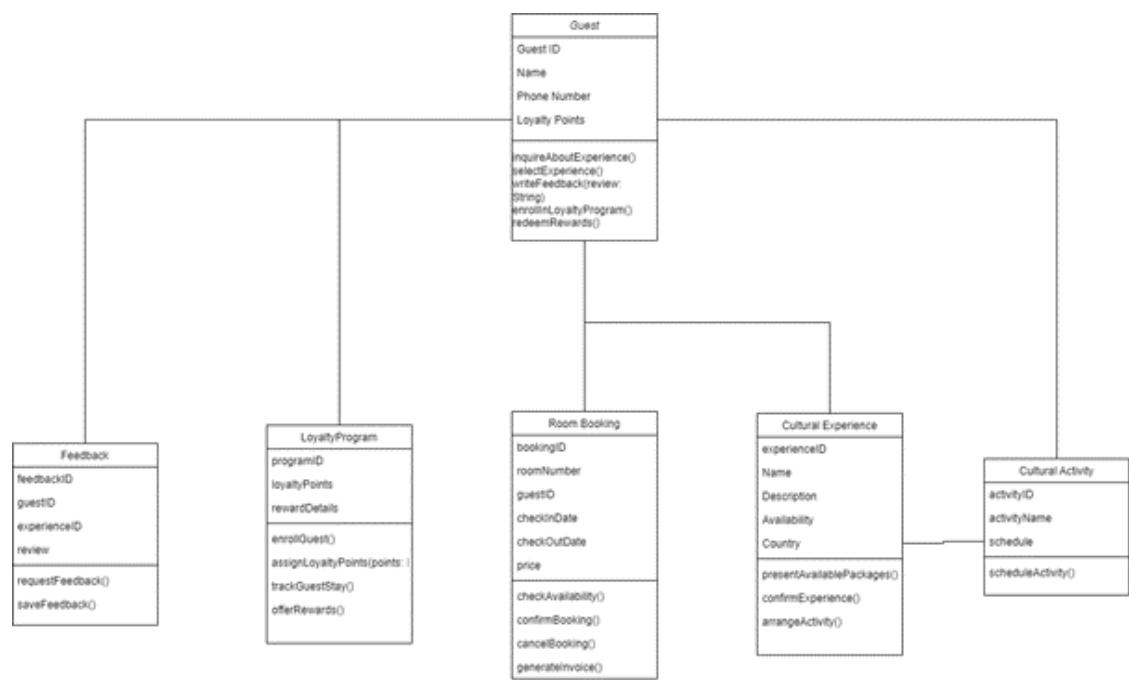 Guest
Guest ID
Name
Phone Number
Loyalty Points
inquireAboutExperience()
selectExperience()
writeFeedback(review:
String)
enrollInLoyaltyProgram()
redeemRewards()
Feedback
feedbackID
guestID
experienceID
review
requestFeedback()
saveFeedback()
LoyaltyProgram
programID
loyaltyPoints
rewardDetails
enrollGuest()
assignLoyaltyPoints(points:
trackGuestStay()
offerRewards()
Room Booking
bookingID
roomNumber
guestID
checkInDate
checkOutDate
price
checkAvailability()
confirmBooking()
cancelBooking()
generateInvoice()
Cultural Experience
experienceID
Name
Description
Availability
Country
presentAvailablePackages()
confirmExperience()
arrangeActivity()
Cultural Activity
activityID
activityName
schedule
scheduleActivity()